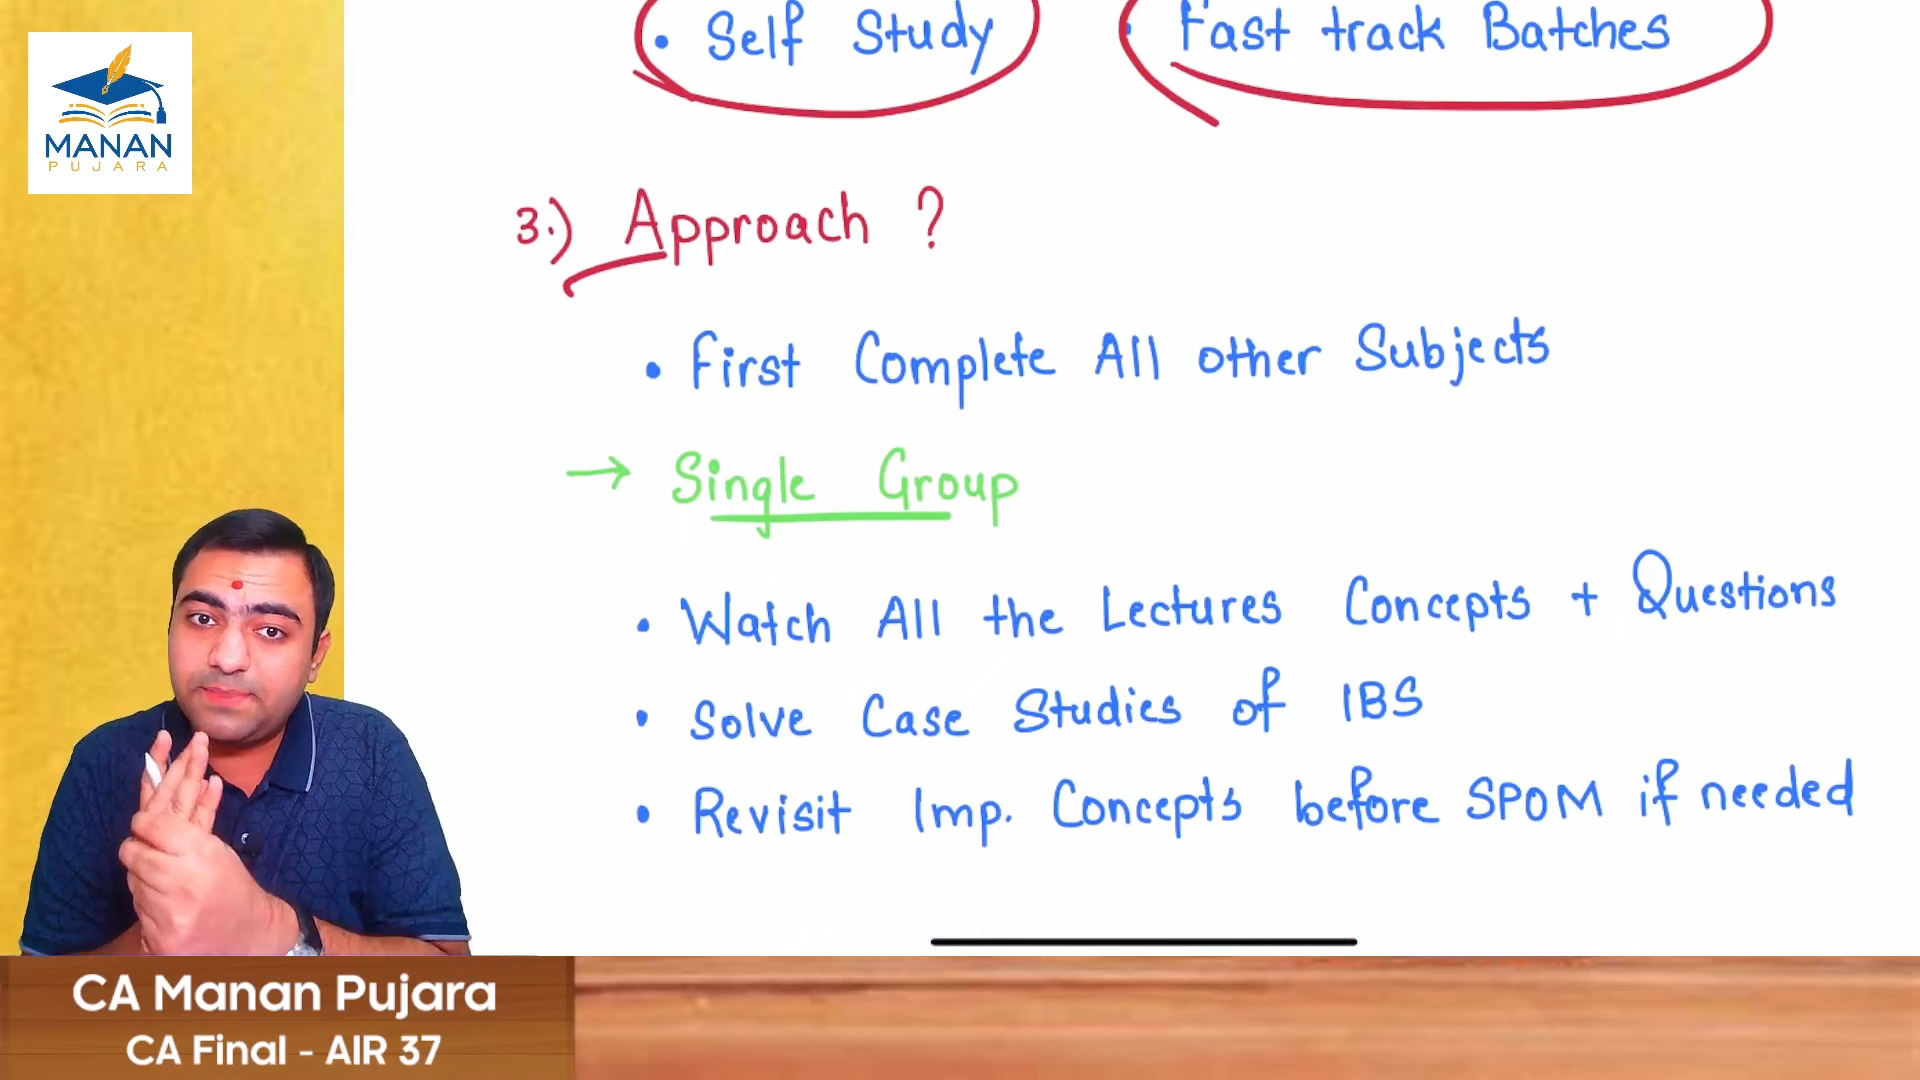 • Self Study • Fast track Batches
MANAN
PUJARA
3.) Approach ?
• First Complete All other Subjects
→ Single Group
• Watch All the Lectures Concepts + Questions
• Solve Case Studies of IBS
• Revisit Imp. Concepts before SPOM if needed
CA Manan Pujara
CA Final - AIR 37